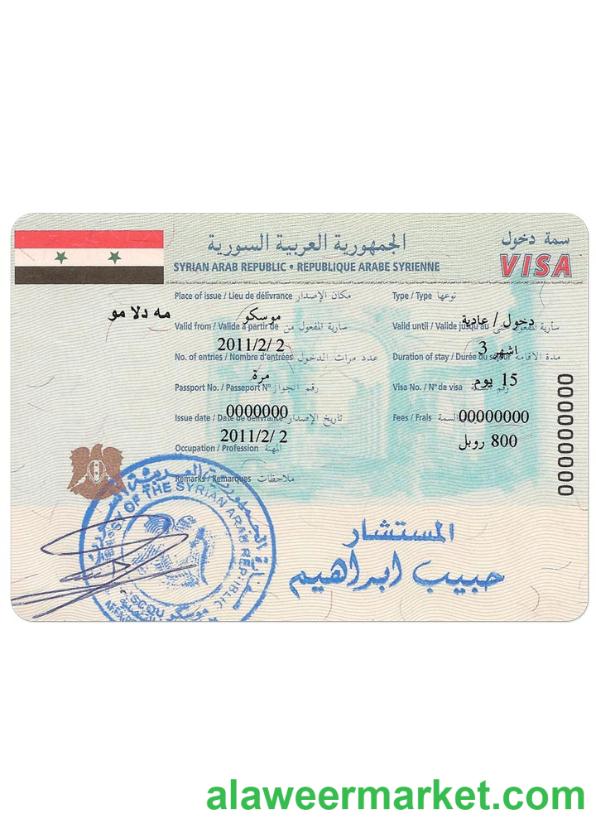 الجمهورية العربية السورية
سمة دخول
SYRIAN ARAB REPUBLIC • REPUBLIQUE ARABE SYRIENNE
VISA
Place of issue / Lieu de délivrance مكان الإصدار
Type / Type نوعها
مه دلا مو
موسكو
دخول / عادية
Valid from / Valide à partir de سارية المفعول من
Valid until / Valide jusqu'au سارية المفعول
2011/2/ 2
3 اشهر
No. of entries / Nombre d'entrées عدد مرات الدخول
Duration of stay / Durée du séjour مدة الاقامة
مرة
15 يوم
Passport No. / Passeport N° رقم الجواز
Visa No. / N° de visa رقم
0000000
00000000
Issue date / Date de délivrance تاريخ الإصدار
Fees / Frais السمة
2011/2/ 2
800 روبل
Occupation / Profession المهنة
Remarks / Remarques ملاحظات
000000000
OF THE SYRIAN ARAB REPUBLIC
موسكو
المستشار
حبيب ابراهيم
alaweermarket.com